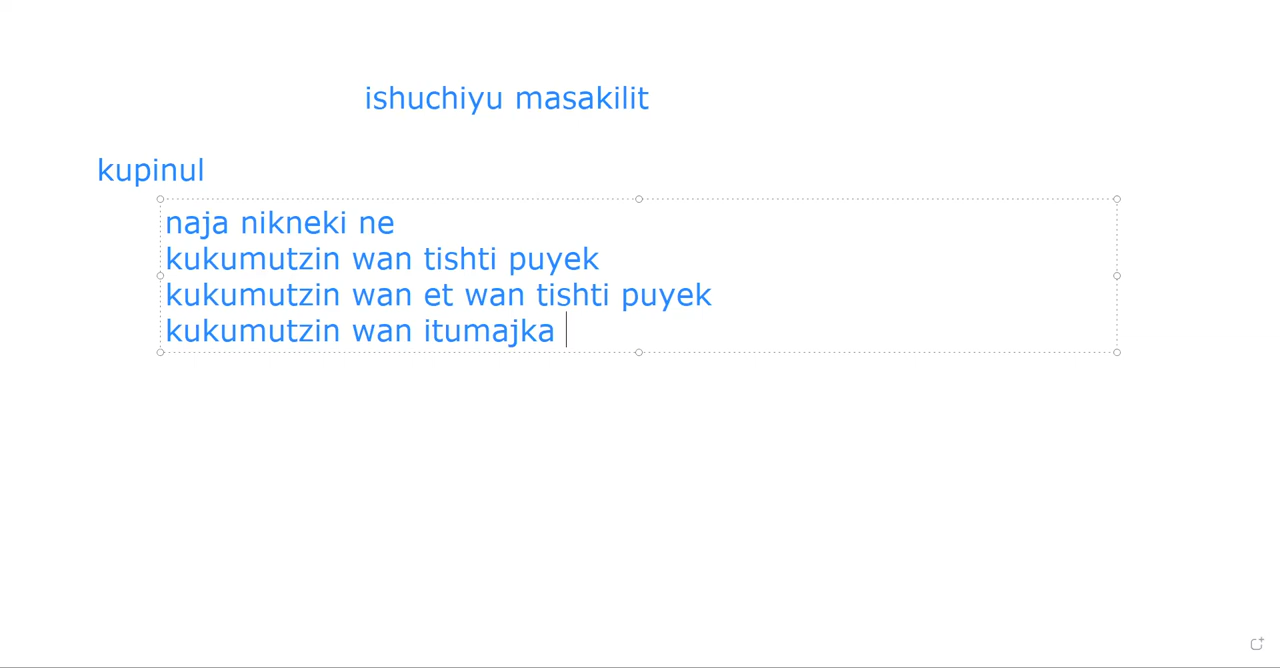 ishuchiyu masakilit
kupinul
naja nikneki ne
kukumutzin wan tishti puyek
kukumutzin wan et wan tishti puyek
kukumutzin wan itumajka